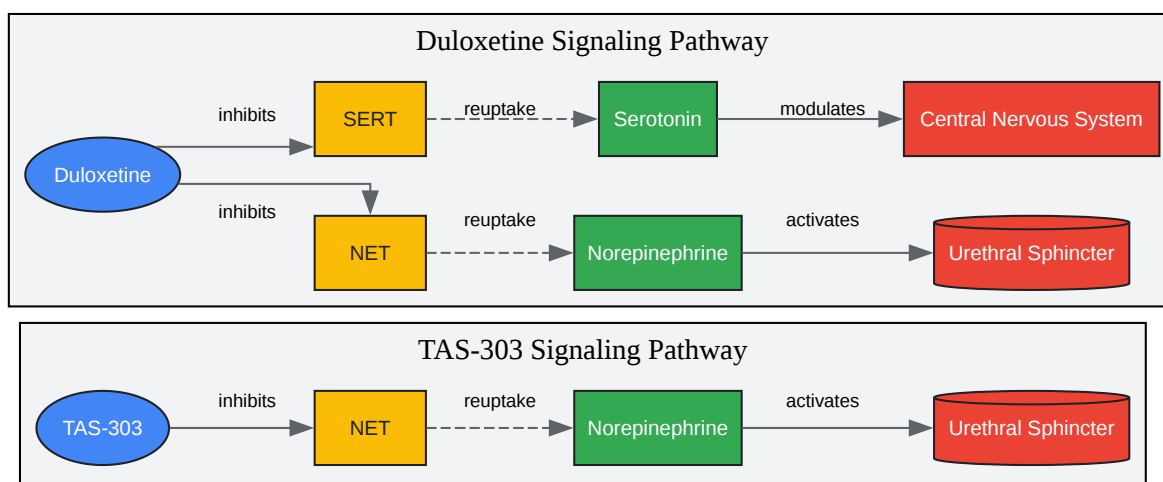 Duloxetine Signaling Pathway
inhibits
SERT
reuptake
Serotonin
modulates
Central Nervous System
Duloxetine
inhibits
NET
reuptake
Norepinephrine
activates
Urethral Sphincter
TAS-303 Signaling Pathway
TAS-303
inhibits
NET
reuptake
Norepinephrine
activates
Urethral Sphincter